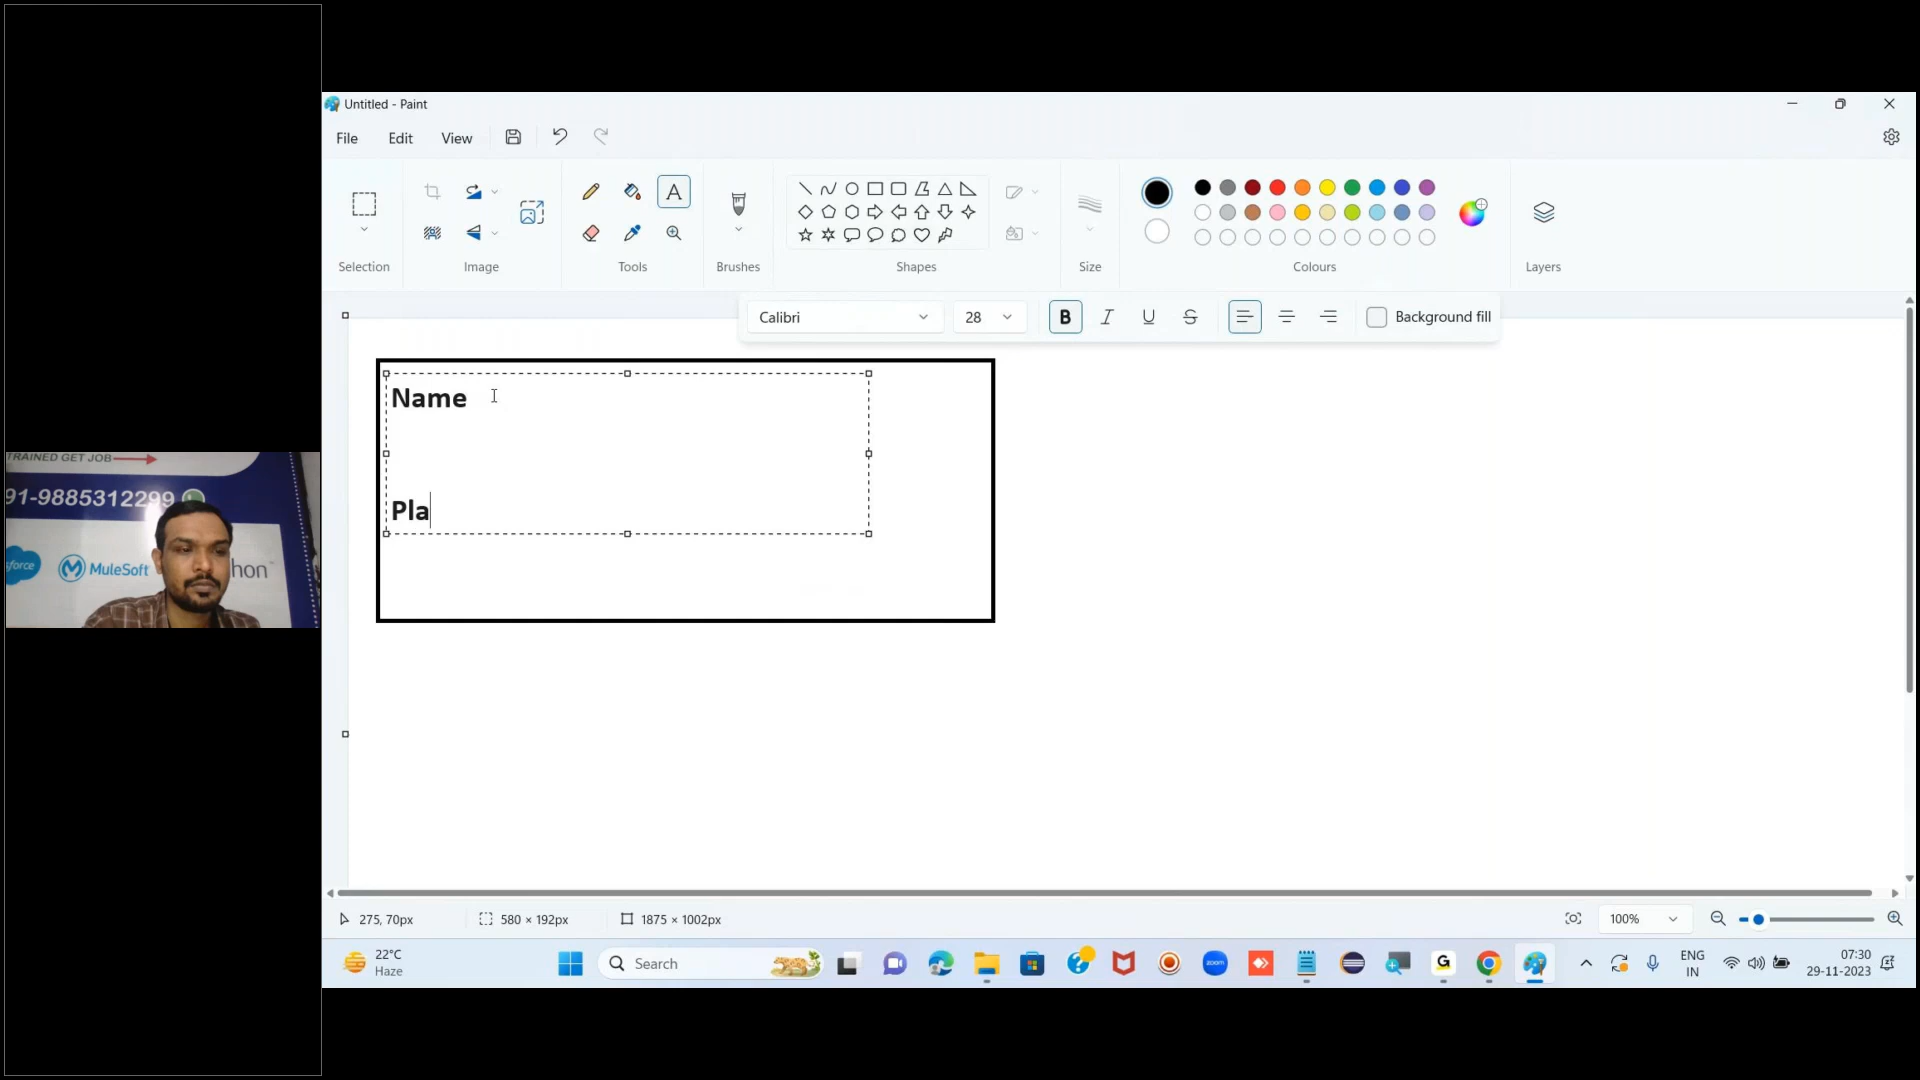 Untitled - Paint
File Edit View
Selection Image Tools Brushes Shapes Size Colours Layers
Calibri 28 B I U S Background fill
Name
Pla
TRAINED GET JOB
91-9885312299
force MuleSoft hon
275, 70px 580 × 192px 1875 × 1002px 100%
22°C
Haze
Search
zoom
G
ENG
IN
07:30
29-11-2023